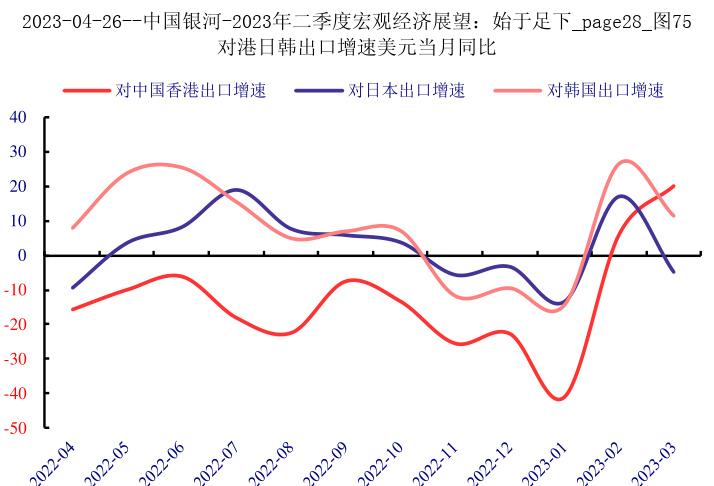 2023-04-26--中国银河-2023年二季度宏观经济展望：始于足下_page28_图75
对港日韩出口增速美元当月同比
对中国香港出口增速 对日本出口增速 对韩国出口增速
40
30
20
10
0
-10
-20
-30
-40
-50
2022-04 2022-05 2022-06 2022-07 2022-08 2022-09 2022-10 2022-11 2022-12 2023-01 2023-02 2023-03